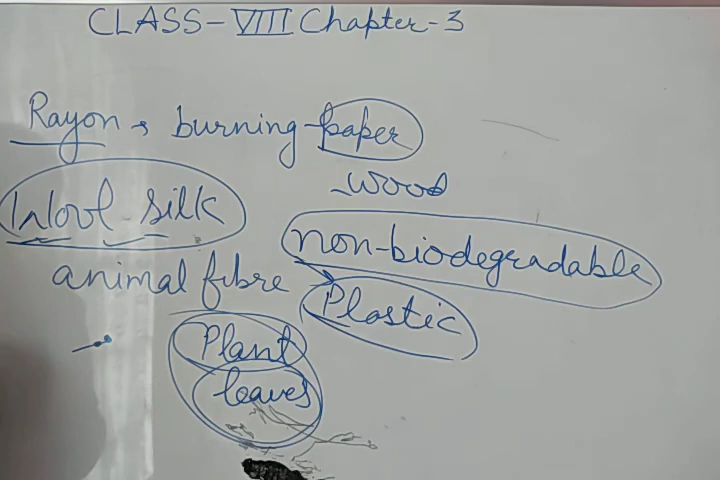 CLASS-VIII Chapter-3
Rayon → burning-paper
-wood
Wool silk
non-biodegradable
animal fibre
Plastic
Plant
leaves